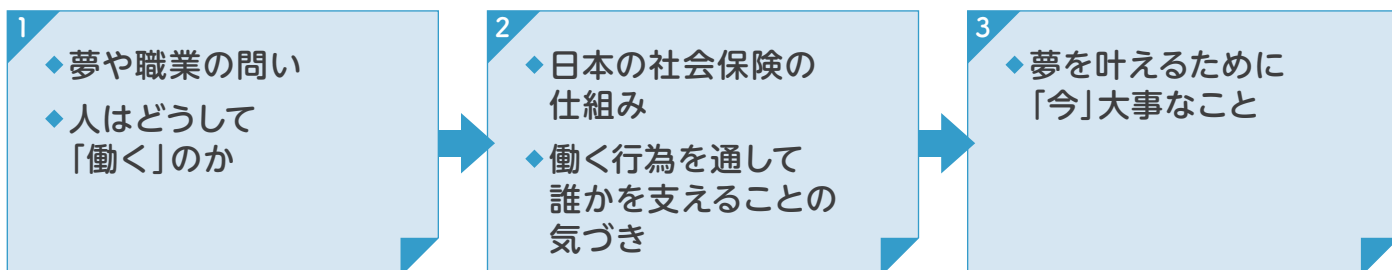 1
◆夢や職業の問い
◆人はどうして
「働く」のか
2
◆日本の社会保険の
仕組み
◆働く行為を通して
誰かを支えることの
気づき
3
◆夢を叶えるために
「今」大事なこと